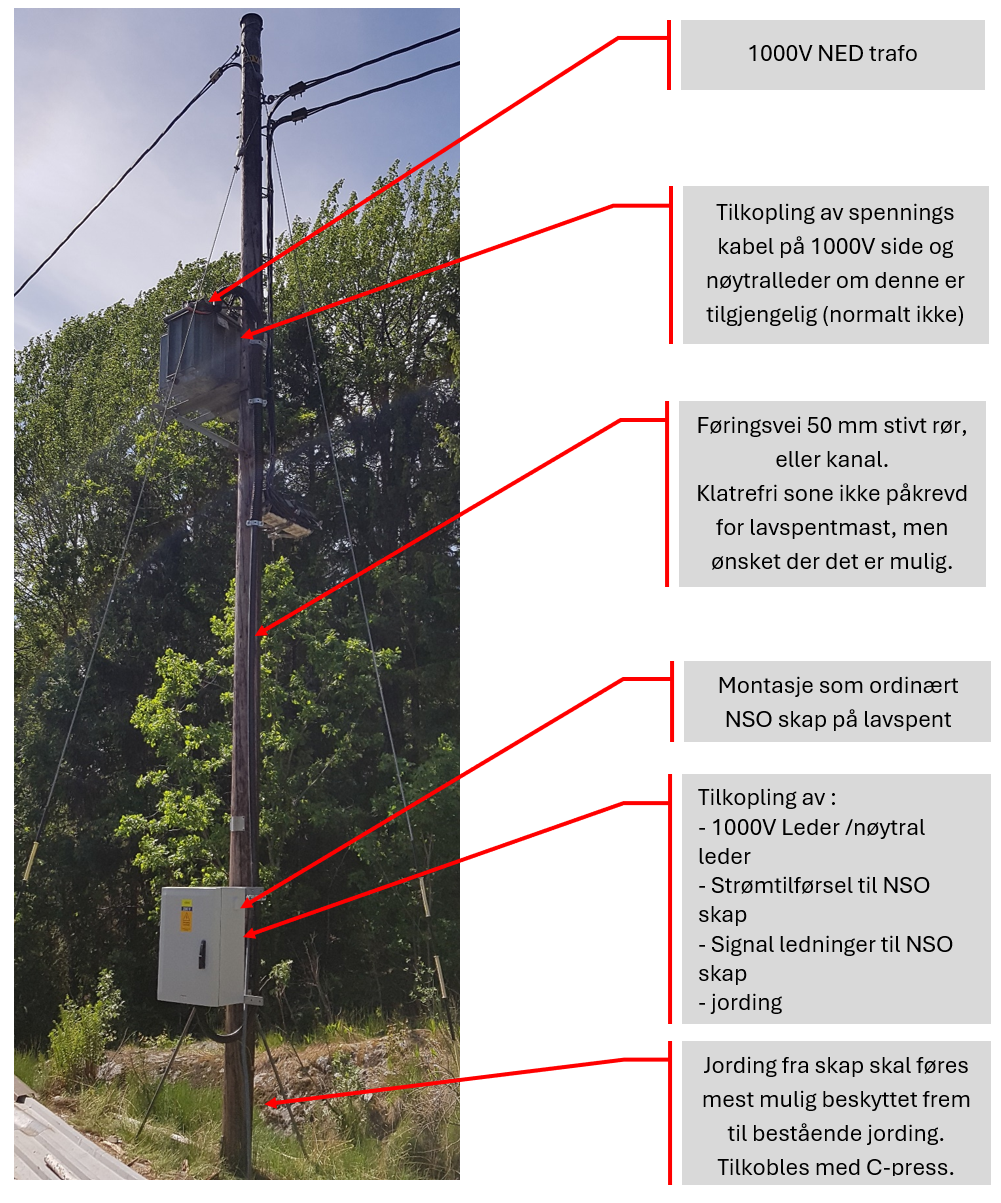 1000V NED trafo
Tilkopling av spennings
kabel på 1000V side og
nøytralleder om denne er
tilgjengelig (normalt ikke)
Føringsvei 50 mm stivt rør,
eller kanal.
Klatrefri sone ikke påkrevd
for lavspentmast, men
ønsket der det er mulig.
Montasje som ordinært
NSO skap på lavspent
Tilkopling av :
- 1000V Leder /nøytral
leder
- Strømtilførsel til NSO
skap
- Signal ledninger til NSO
skap
- jording
Jording fra skap skal føres
mest mulig beskyttet frem
til bestående jording.
Tilkobles med C-press.